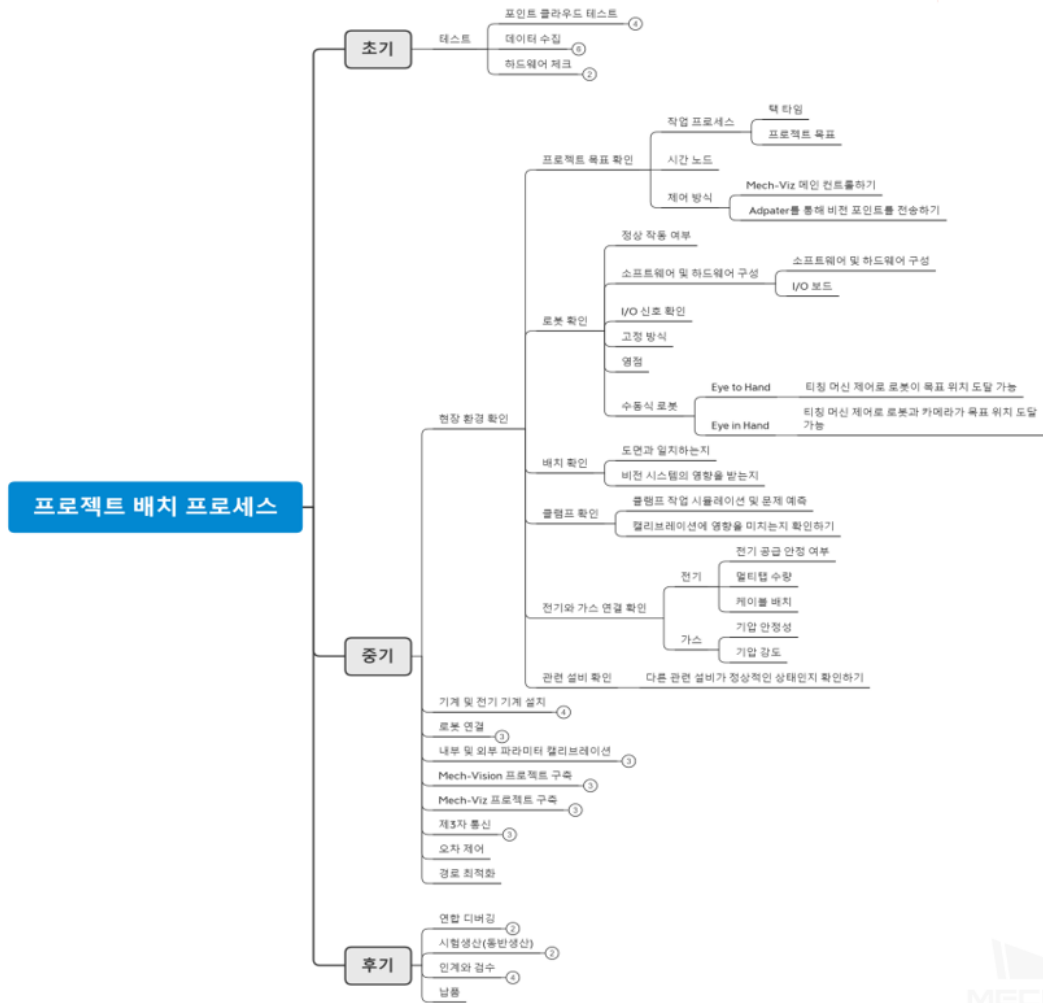 프로젝트 배치 프로세스
초기
테스트
포인트 클라우드 테스트 4
데이터 수집 6
하드웨어 체크 2
중기
현장 환경 확인
프로젝트 목표 확인
작업 프로세스
택 타임
프로젝트 목표
시간 노드
제어 방식
Mech-Viz 메인 컨트롤하기
Adpater를 통해 비전 포인트를 전송하기
로봇 확인
정상 작동 여부
소프트웨어 및 하드웨어 구성
소프트웨어 및 하드웨어 구성
I/O 보드
I/O 신호 확인
고정 방식
영점
수동식 로봇
Eye to Hand
티칭 머신 제어로 로봇이 목표 위치 도달 가능
Eye in Hand
티칭 머신 제어로 로봇과 카메라가 목표 위치 도달
가능
배치 확인
도면과 일치하는지
비전 시스템의 영향을 받는지
클램프 확인
클램프 작업 시뮬레이션 및 문제 예측
캘리브레이션에 영향을 미치는지 확인하기
전기와 가스 연결 확인
전기
전기 공급 안정 여부
멀티탭 수량
케이블 배치
가스
기압 안정성
기압 강도
관련 설비 확인
다른 관련 설비가 정상적인 상태인지 확인하기
기계 및 전기 기계 설치 4
로봇 연결 3
내부 및 외부 파라미터 캘리브레이션 3
Mech-Vision 프로젝트 구축 3
Mech-Viz 프로젝트 구축 3
제3자 통신 3
오차 제어
경로 최적화
후기
연합 디버깅 2
시험생산(동반생산) 2
인계와 검수 4
납품